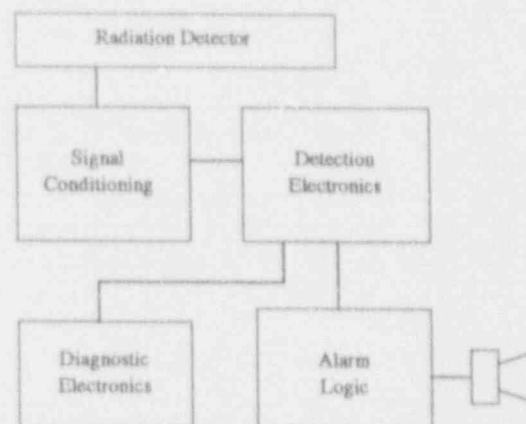 Radiation Detector
Signal
Conditioning
Detection
Electronics
Diagnostic
Electronics
Alarm
Logic